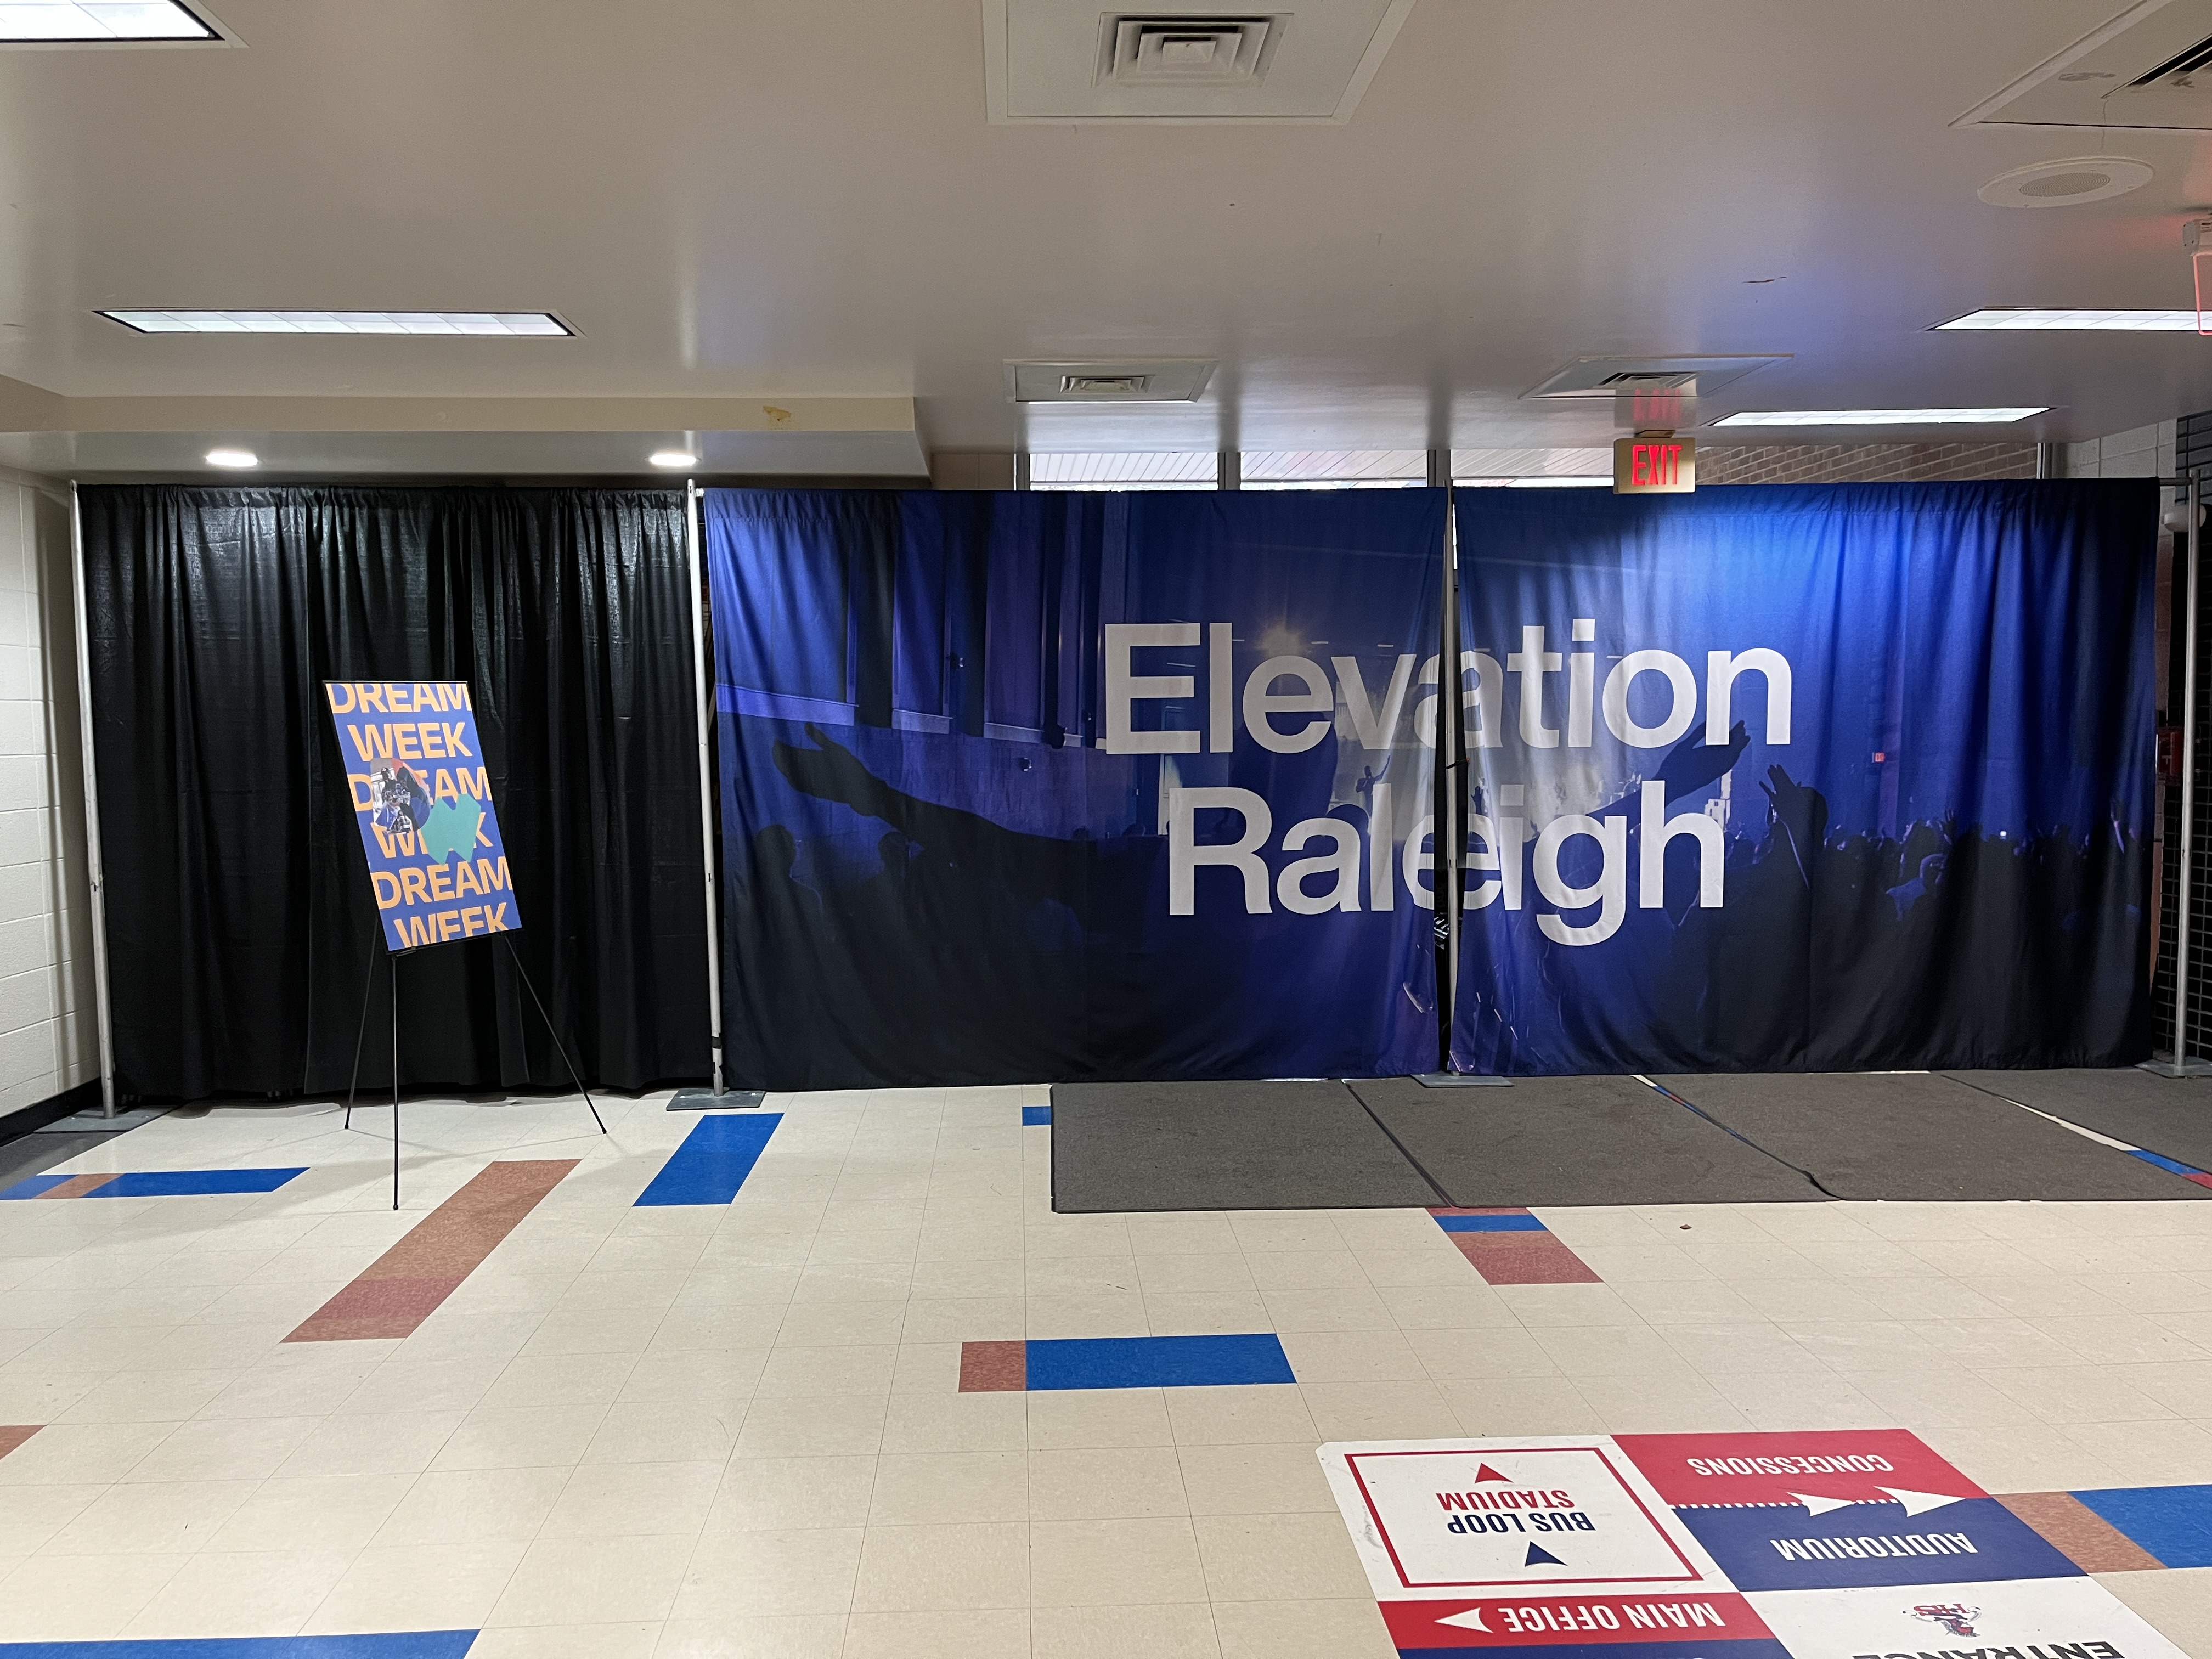 EXIT
Elevation
Raleigh
DREAM
WEEK
DREAM
WEEK
DREAM
WEEK
BUS LOOP
STADIUM
CONCESSIONS
AUDITORIUM
MAIN OFFICE
ENTRANCE